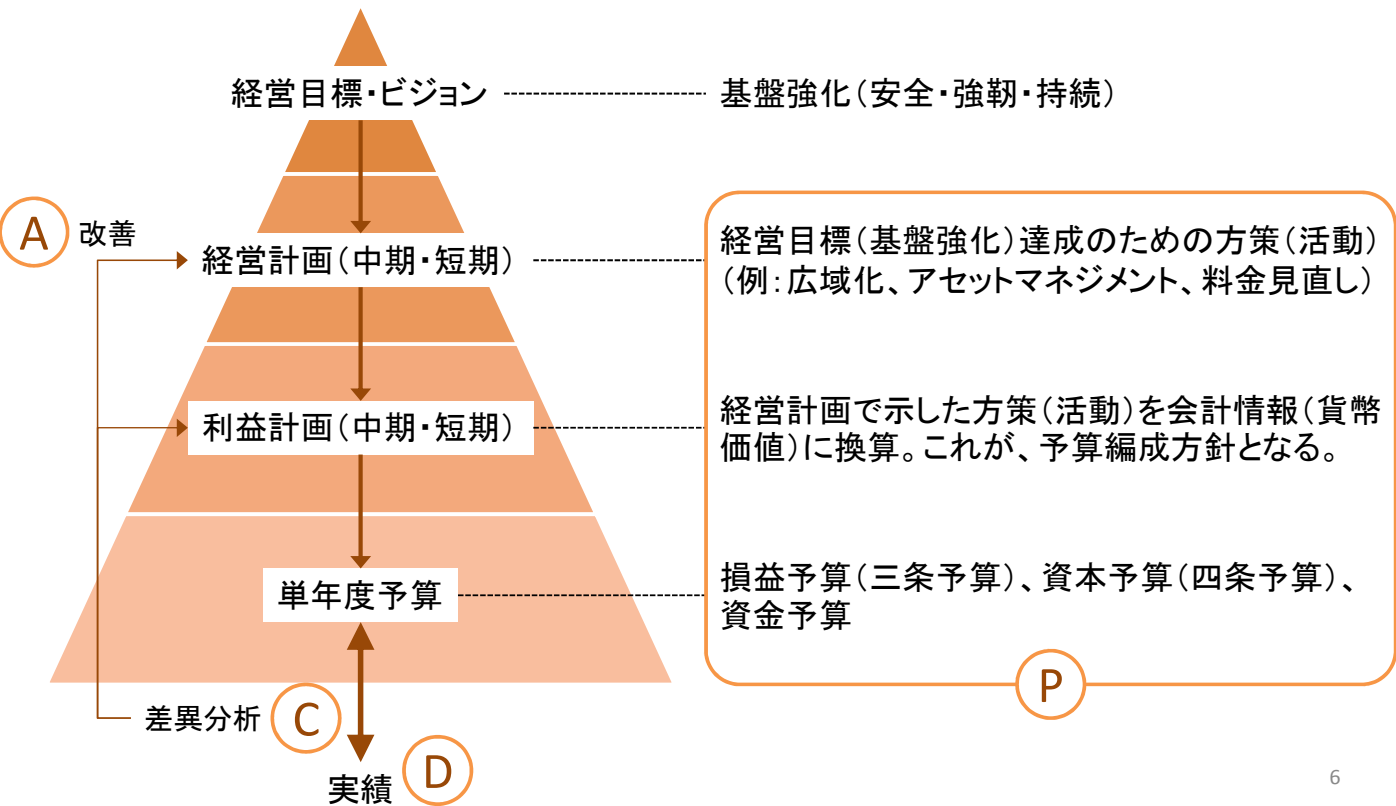 経営目標・ビジョン
基盤強化（安全・強靭・持続）
A
改善
経営計画（中期・短期）
経営目標（基盤強化）達成のための方策（活動）
（例：広域化、アセットマネジメント、料金見直し）
利益計画（中期・短期）
経営計画で示した方策（活動）を会計情報（貨幣
価値）に換算。これが、予算編成方針となる。
単年度予算
損益予算（三条予算）、資本予算（四条予算）、
資金予算
P
差異分析
C
D
実績
6